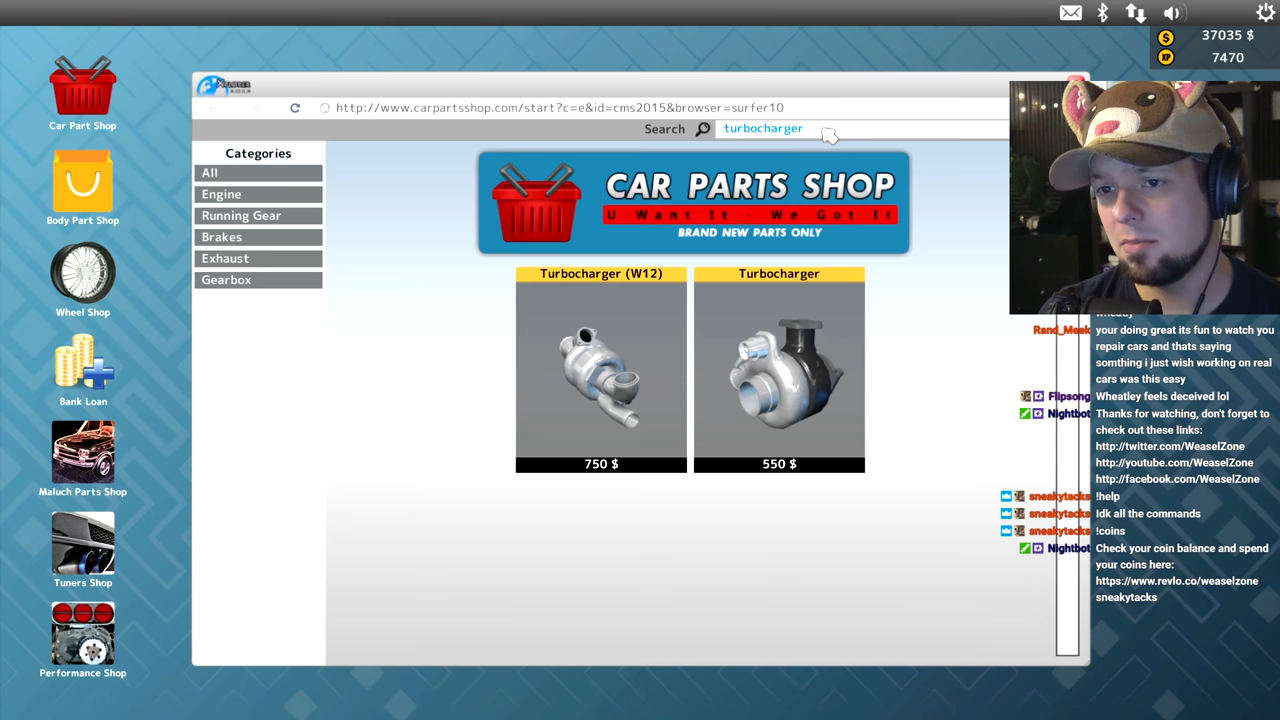 37035 $
7470
http://www.carpartsshop.com/start?c=e&id=cms2015&browser=surfer10
Search
turbocharger
Car Part Shop
Body Part Shop
Wheel Shop
Bank Loan
Maluch Parts Shop
Tuners Shop
Performance Shop
Categories
All
Engine
Running Gear
Brakes
Exhaust
Gearbox
CAR PARTS SHOP
U Want It - We Got It
BRAND NEW PARTS ONLY
Turbocharger (W12)
750 $
Turbocharger
550 $
Rand_Meek your doing great its fun to watch you
repair cars and thats saying
somthing i just wish working on real
cars was this easy
Flipsong Wheatley feels deceived lol
Nightbot Thanks for watching, don't forget to
check out these links:
http://twitter.com/WeaselZone
http://youtube.com/WeaselZone
http://facebook.com/WeaselZone
sneakytacks !help
sneakytacks Idk all the commands
sneakytacks !coins
Nightbot Check your coin balance and spend
your coins here:
https://www.revlo.co/weaselzone
sneakytacks